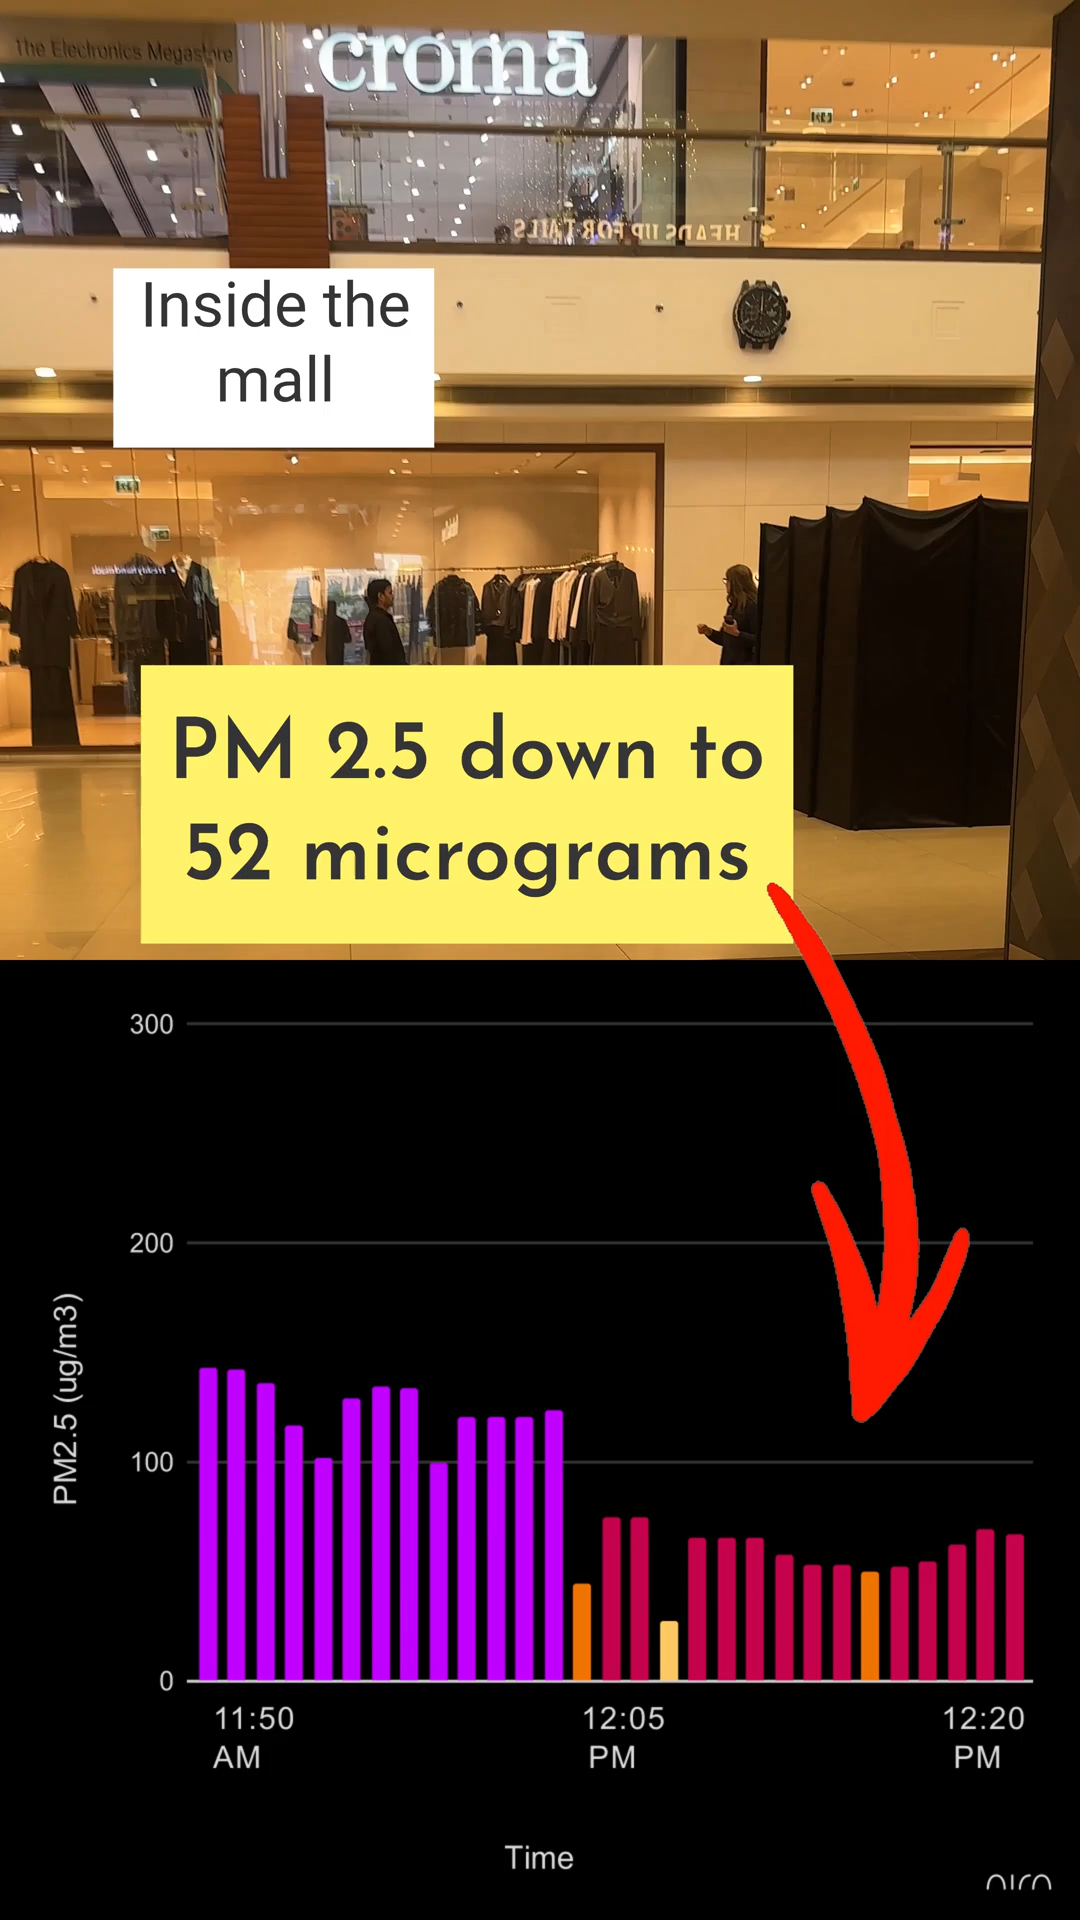 The Electronics Megastore
cromā
HEADS UP FOR TAILS
Inside the
mall
PM 2.5 down to
52 micrograms
300
200
100
0
PM2.5 (ug/m3)
11:50
AM
12:05
PM
12:20
PM
Time